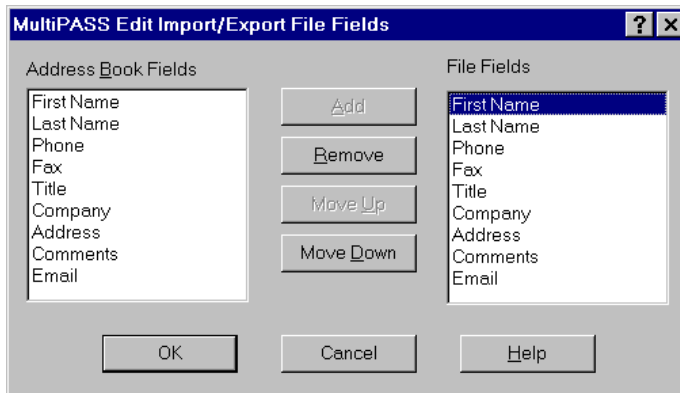 MultiPASS Edit Import/Export File Fields
Address Book Fields
First Name
Last Name
Phone
Fax
Title
Company
Address
Comments
Email
Add
Remove
Move Up
Move Down
File Fields
First Name
Last Name
Phone
Fax
Title
Company
Address
Comments
Email
OK
Cancel
Help